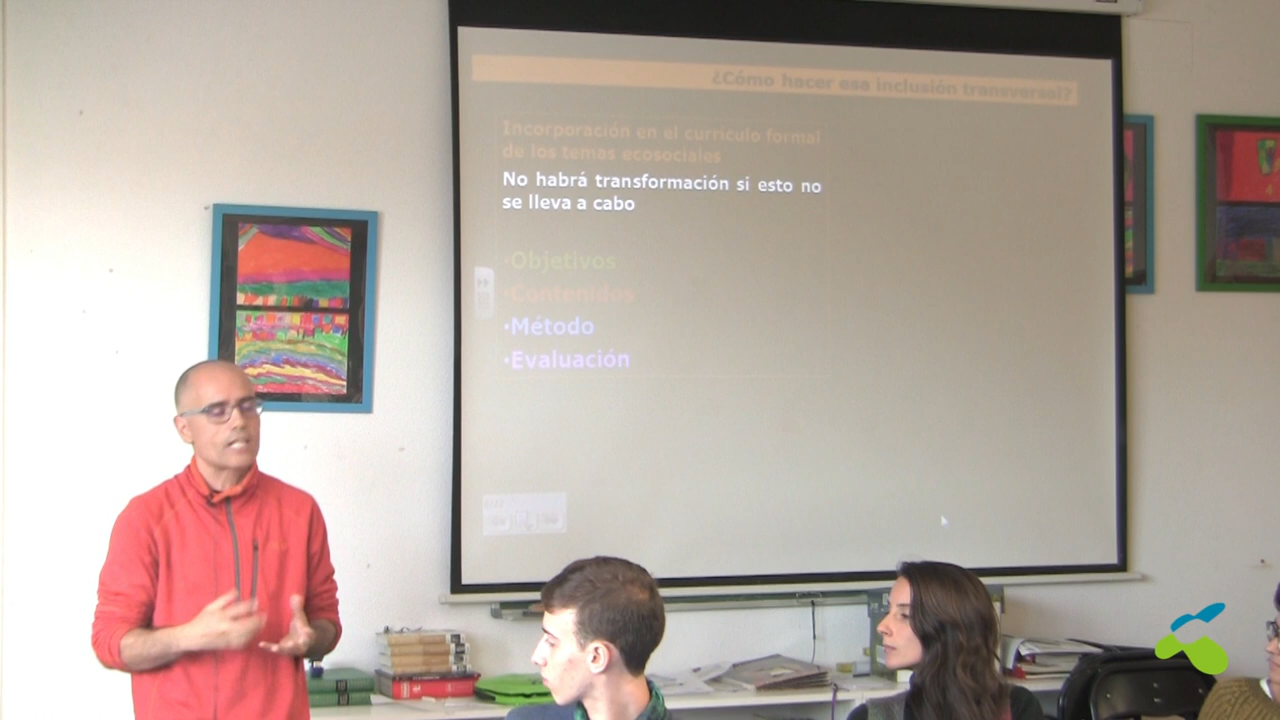 ¿Cómo hacer esa inclusión transversal?
Incorporación en el currículo formal
de los temas ecosociales
No habrá transformación si esto no
se lleva a cabo
·Objetivos
·Contenidos
·Método
·Evaluación